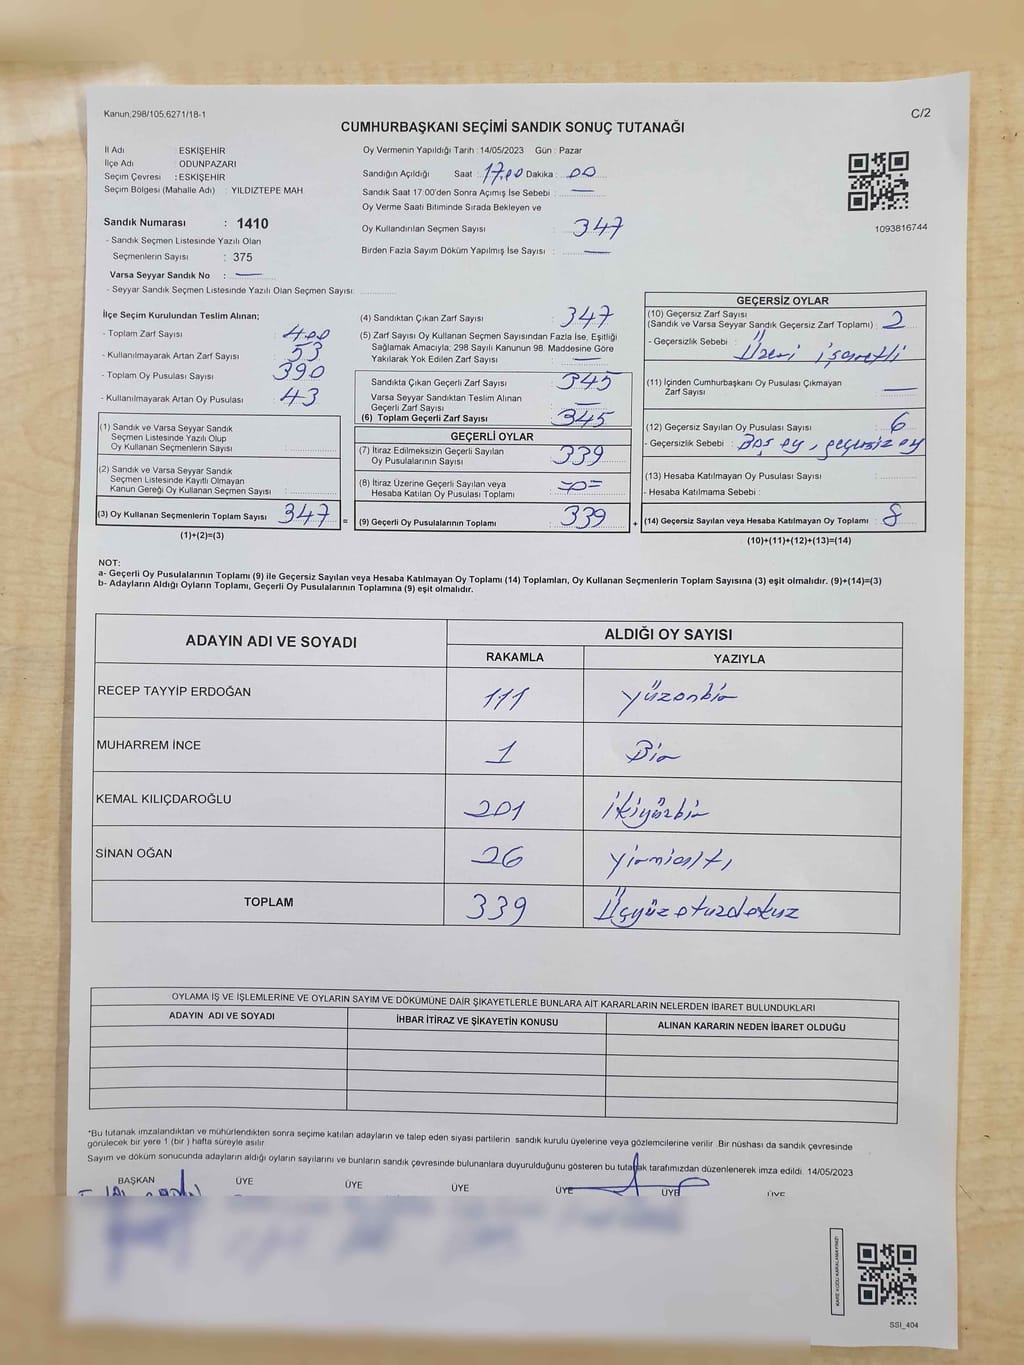 Kanun;298/105;6271/18-1
C/2
CUMHURBAŞKANI SEÇİMİ SANDIK SONUÇ TUTANAĞI
İl Adı : ESKİŞEHİR
İlçe Adı : ODUNPAZARI
Seçim Çevresi : ESKİŞEHİR
Seçim Bölgesi (Mahalle Adı) : YILDIZTEPE MAH.
Oy Vermenin Yapıldığı Tarih : 14/05/2023 Gün : Pazar
Sandığın Açıldığı Saat : 17.00 Dakika : 00
Sandık Saat 17:00'den Sonra Açımış İse Sebebi : —
Oy Verme Saati Bitiminde Sırada Bekleyen ve
Oy Kullandırılan Seçmen Sayısı : 347
Birden Fazla Sayım Döküm Yapılmış İse Sayısı : —
1093816744
Sandık Numarası : 1410
- Sandık Seçmen Listesinde Yazılı Olan
Seçmenlerin Sayısı : 375
Varsa Seyyar Sandık No : —
- Seyyar Sandık Seçmen Listesinde Yazılı Olan Seçmen Sayısı:
İlçe Seçim Kurulundan Teslim Alınan;
- Toplam Zarf Sayısı : 400
- Kullanılmayarak Artan Zarf Sayısı : 53
- Toplam Oy Pusulası Sayısı : 390
- Kullanılmayarak Artan Oy Pusulası : 43
(1) Sandık ve Varsa Seyyar Sandık
Seçmen Listesinde Yazılı Olup
Oy Kullanan Seçmenlerin Sayısı :
(2) Sandık ve Varsa Seyyar Sandık
Seçmen Listesinde Kayıtlı Olmayan
Kanun Gereği Oy Kullanan Seçmen Sayısı :
(3) Oy Kullanan Seçmenlerin Toplam Sayısı : 347
(1)+(2)=(3)
(4) Sandıktan Çıkan Zarf Sayısı : 347
(5) Zarf Sayısı Oy Kullanan Seçmen Sayısından Fazla İse, Eşitliği
Sağlamak Amacıyla; 298 Sayılı Kanunun 98. Maddesine Göre
Yakılarak Yok Edilen Zarf Sayısı : —
Sandıkta Çıkan Geçerli Zarf Sayısı : 345
Varsa Seyyar Sandıktan Teslim Alınan
Geçerli Zarf Sayısı : —
(6) Toplam Geçerli Zarf Sayısı : 345
GEÇERLİ OYLAR
(7) İtiraz Edilmeksizin Geçerli Sayılan
Oy Pusulalarının Sayısı : 339
(8) İtiraz Üzerine Geçerli Sayılan veya
Hesaba Katılan Oy Pusulası Toplamı :
= (9) Geçerli Oy Pusulalarının Toplamı : 339
GEÇERSİZ OYLAR
(10) Geçersiz Zarf Sayısı
(Sandık ve Varsa Seyyar Sandık Geçersiz Zarf Toplamı) : 2
- Geçersizlik Sebebi : Üzeri işaretli
(11) İçinden Cumhurbaşkanı Oy Pusulası Çıkmayan
Zarf Sayısı : —
(12) Geçersiz Sayılan Oy Pusulası Sayısı : 6
- Geçersizlik Sebebi : Boş oy, geçersiz oy
(13) Hesaba Katılmayan Oy Pusulası Sayısı :
- Hesaba Katılmama Sebebi :
+ (14) Geçersiz Sayılan veya Hesaba Katılmayan Oy Toplamı : 8
(10)+(11)+(12)+(13)=(14)
NOT:
a- Geçerli Oy Pusulalarının Toplamı (9) ile Geçersiz Sayılan veya Hesaba Katılmayan Oy Toplamı (14) Toplamları, Oy Kullanan Seçmenlerin Toplam Sayısına (3) eşit olmalıdır. (9)+(14)=(3)
b- Adayların Aldığı Oyların Toplamı, Geçerli Oy Pusulalarının Toplamına (9) eşit olmalıdır.
ADAYIN ADI VE SOYADI
ALDIĞI OY SAYISI
RAKAMLA YAZIYLA
RECEP TAYYİP ERDOĞAN 111 yüzonbir
MUHARREM İNCE 1 Bir
KEMAL KILIÇDAROĞLU 201 ikiyüzbir
SİNAN OĞAN 26 yirmialtı
TOPLAM 339 Üçyüzotuzdokuz
OYLAMA İŞ VE İŞLEMLERİNE VE OYLARIN SAYIM VE DÖKÜMÜNE DAİR ŞİKAYETLERLE BUNLARA AİT KARARLARIN NELERDEN İBARET BULUNDUKLARI
ADAYIN ADI VE SOYADI İHBAR İTİRAZ VE ŞİKAYETİN KONUSU ALINAN KARARIN NEDEN İBARET OLDUĞU
*Bu tutanak imzalandıktan ve mühürlendikten sonra seçime katılan adayların ve talep eden siyasi partilerin sandık kurulu üyelerine veya gözlemcilerine verilir. Bir nüshası da sandık çevresinde
görülecek bir yere 1 (bir ) hafta süreyle asılır.
Sayım ve döküm sonucunda adayların aldığı oyların sayılarını ve bunların sandık çevresinde bulunanlara duyurulduğunu gösteren bu tutanak tarafımızdan düzenlenerek imza edildi. 14/05/2023
BAŞKAN ÜYE ÜYE ÜYE ÜYE ÜYE ÜYE
KARE KODU KARALAMAYINIZ!
SSİ_404